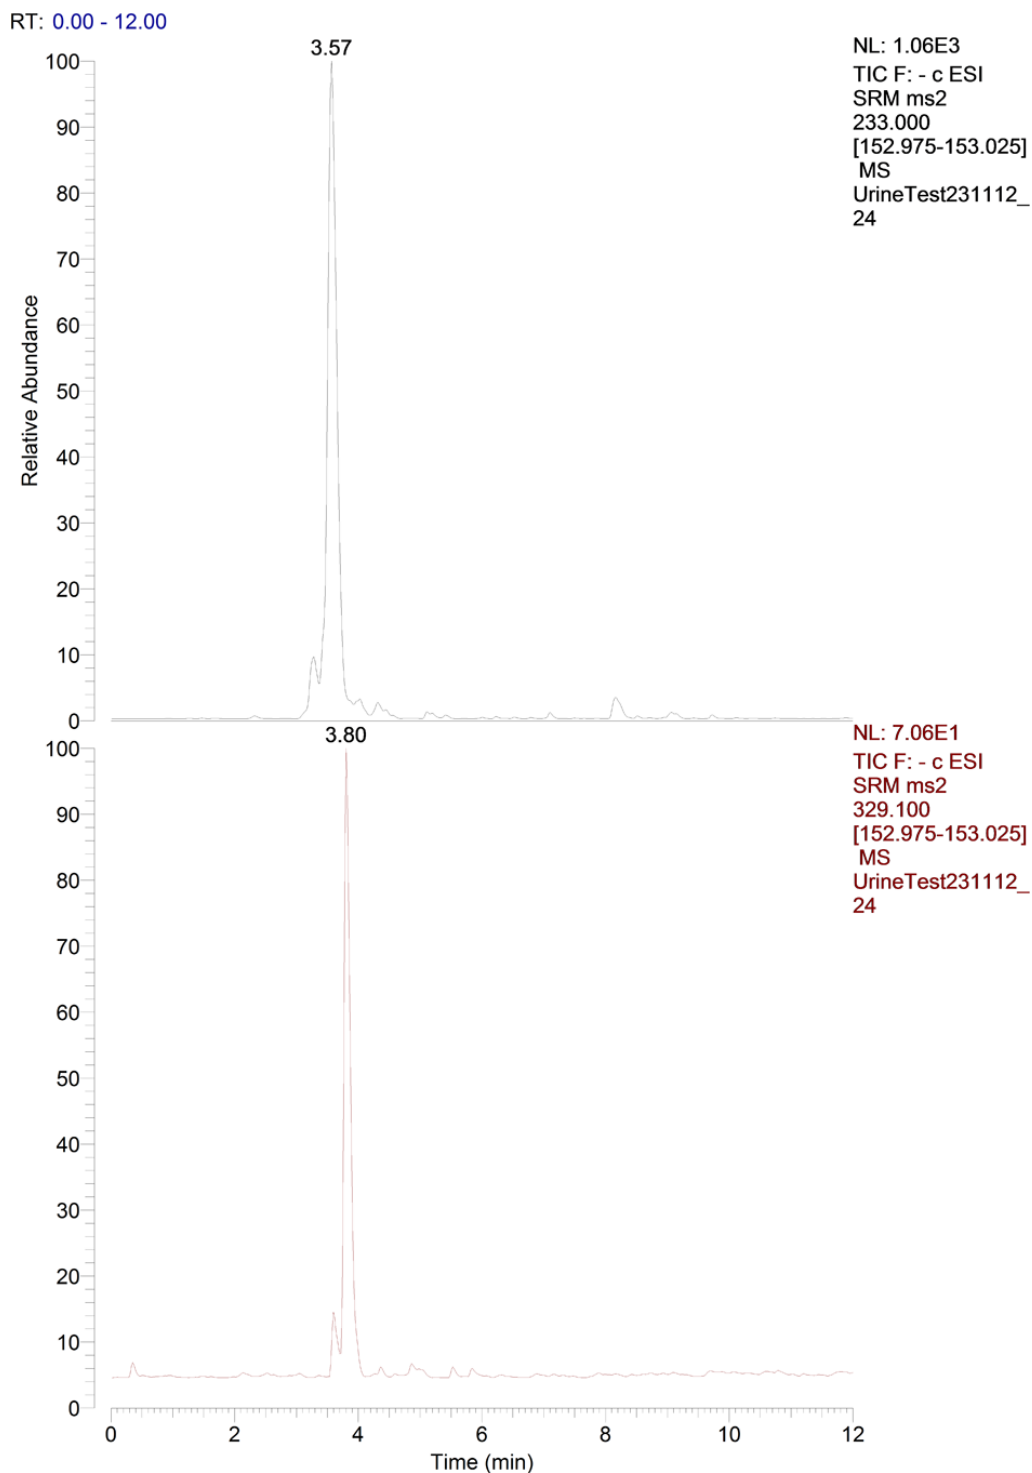 RT: 0.00 - 12.00
3.57
NL: 1.06E3
TIC F: - c ESI
SRM ms2
233.000
[152.975-153.025]
MS
UrineTest231112_
24
100
90
80
70
60
50
40
30
20
10
0
Relative Abundance
3.80
NL: 7.06E1
TIC F: - c ESI
SRM ms2
329.100
[152.975-153.025]
MS
UrineTest231112_
24
100
90
80
70
60
50
40
30
20
10
0
0 2 4 6 8 10 12
Time (min)